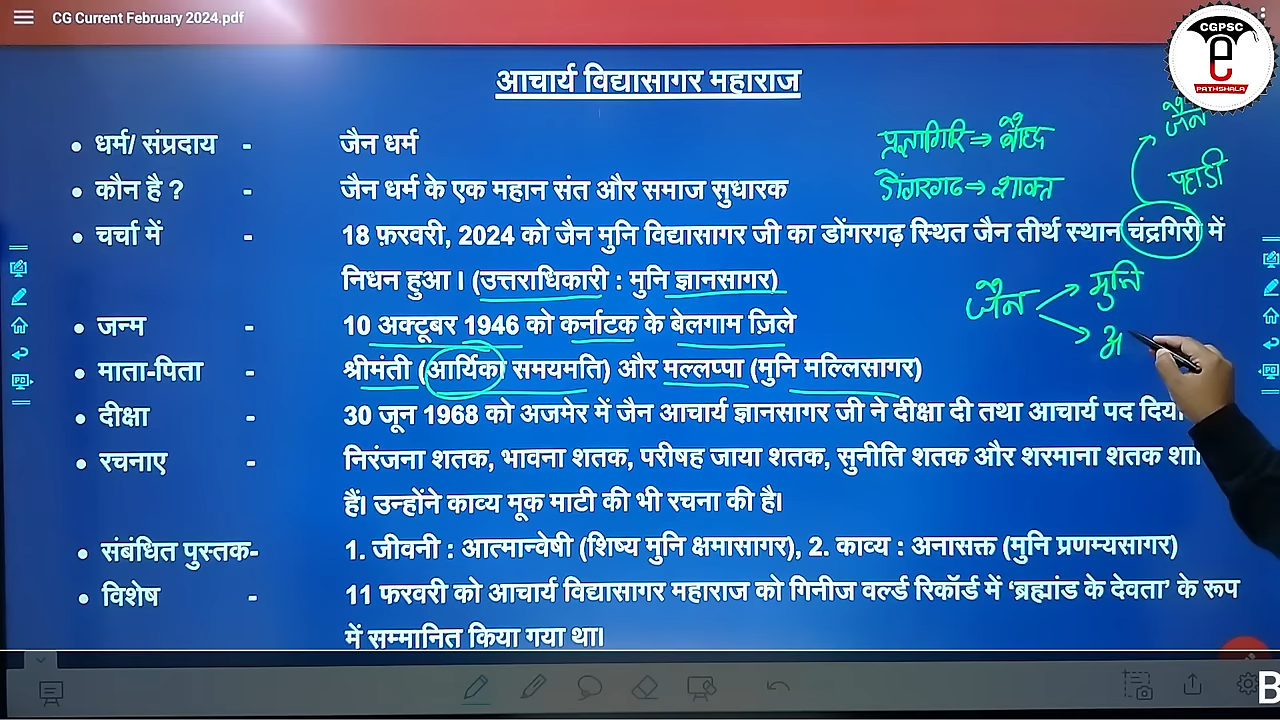 CG Current February 2024.pdf
CGPSC
e
PATHSHALA
आचार्य विद्यासागर महाराज
• धर्म/ संप्रदाय - जैन धर्म
• कौन है ? - जैन धर्म के एक महान संत और समाज सुधारक
• चर्चा में - 18 फ़रवरी, 2024 को जैन मुनि विद्यासागर जी का डोंगरगढ़ स्थित जैन तीर्थ स्थान चंद्रगिरी में
निधन हुआ । (उत्तराधिकारी : मुनि ज्ञानसागर)
• जन्म - 10 अक्टूबर 1946 को कर्नाटक के बेलगाम ज़िले
• माता-पिता - श्रीमंती (आर्यिका समयमति) और मल्लप्पा (मुनि मल्लिसागर)
• दीक्षा - 30 जून 1968 को अजमेर में जैन आचार्य ज्ञानसागर जी ने दीक्षा दी तथा आचार्य पद दिया
• रचनाए - निरंजना शतक, भावना शतक, परीषह जाया शतक, सुनीति शतक और शरमाना शतक
हैं। उन्होंने काव्य मूक माटी की भी रचना की है।
• संबंधित पुस्तक- 1. जीवनी : आत्मान्वेषी (शिष्य मुनि क्षमासागर), 2. काव्य : अनासक्त (मुनि प्रणम्यसागर)
• विशेष - 11 फरवरी को आचार्य विद्यासागर महाराज को गिनीज वर्ल्ड रिकॉर्ड में ‘ब्रह्मांड के देवता’ के रूप
में सम्मानित किया गया था।
प्रज्ञागिरि ⇒ बौद्ध
डोंगरगढ ⇒ शाक्त
जैन
पहाडी
जैन
मुनि
अ
B